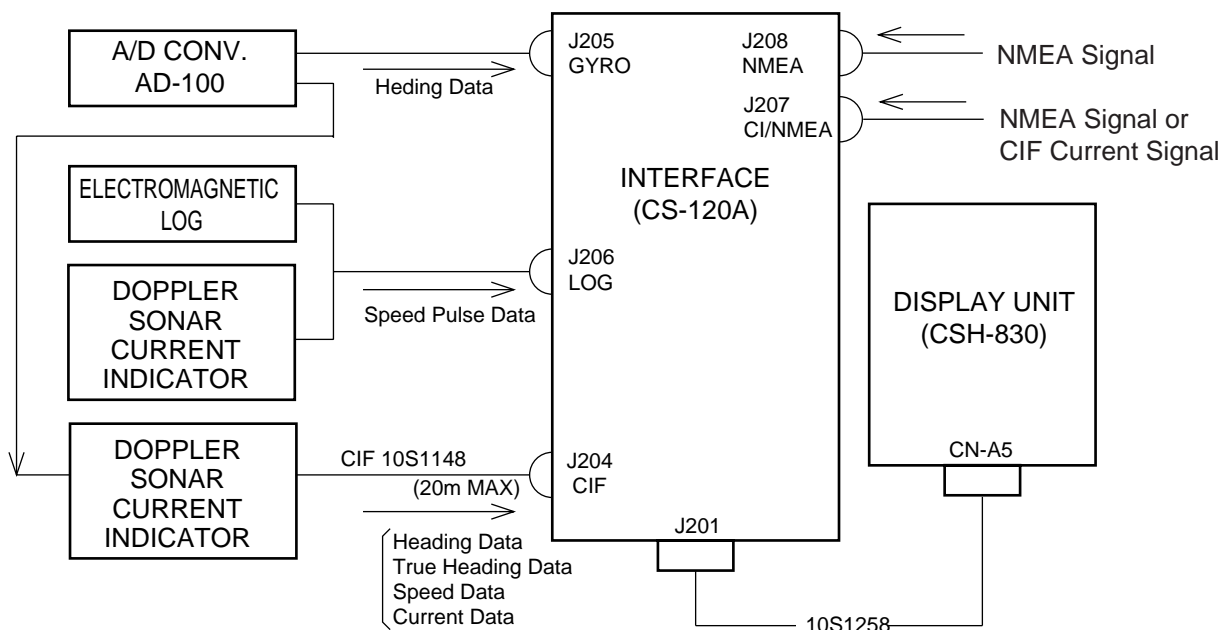 A/D CONV.
AD-100
Heding Data
ELECTROMAGNETIC
LOG
DOPPLER
SONAR
CURRENT
INDICATOR
Speed Pulse Data
DOPPLER
SONAR
CURRENT
INDICATOR
CIF 10S1148
(20m MAX)
Heading Data
True Heading Data
Speed Data
Current Data
J205
GYRO
J208
NMEA
J207
CI/NMEA
INTERFACE
(CS-120A)
J206
LOG
J204
CIF
J201
NMEA Signal
NMEA Signal or
CIF Current Signal
DISPLAY UNIT
(CSH-830)
CN-A5
10S1258